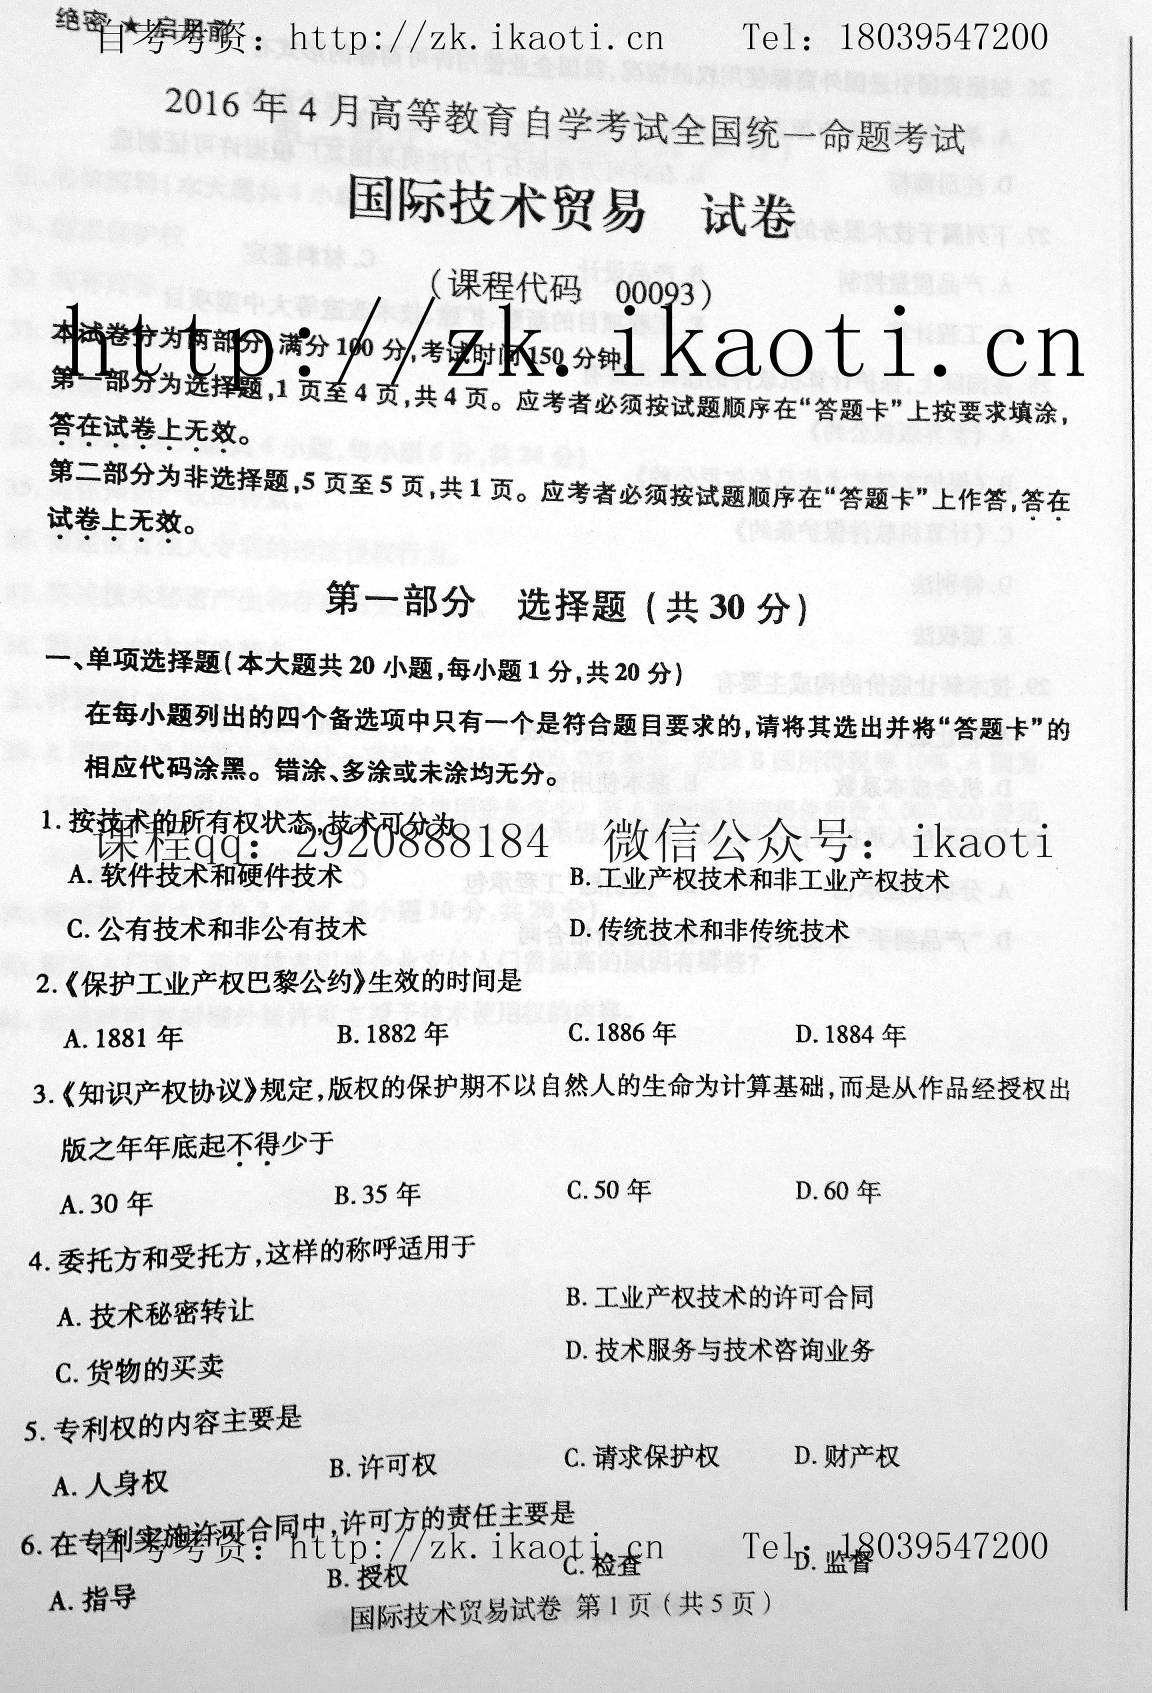 绝密★启用前
自考考资: http://zk.ikaoti.cn Tel: 18039547200
2016年4月高等教育自学考试全国统一命题考试
国际技术贸易 试卷
(课程代码 00093)
http://zk.ikaoti.cn
本试卷分为两部分,满分100分,考试时间150分钟。
第一部分为选择题,1页至4页,共4页。应考者必须按试题顺序在“答题卡”上按要求填涂,
答在试卷上无效。
第二部分为非选择题,5页至5页,共1页。应考者必须按试题顺序在“答题卡”上作答,答在
试卷上无效。
第一部分 选择题(共30分)
一、单项选择题(本大题共20小题,每小题1分,共20分)
在每小题列出的四个备选项中只有一个是符合题目要求的,请将其选出并将“答题卡”的
相应代码涂黑。错涂、多涂或未涂均无分。
1. 按技术的所有权状态,技术可分为
课程qq: 2920888184 微信公众号: ikaoti
A. 软件技术和硬件技术 B. 工业产权技术和非工业产权技术
C. 公有技术和非公有技术 D. 传统技术和非传统技术
2.《保护工业产权巴黎公约》生效的时间是
A. 1881年 B. 1882年 C. 1886年 D. 1884年
3.《知识产权协议》规定,版权的保护期不以自然人的生命为计算基础,而是从作品经授权出
版之年年底起不得少于
A. 30年 B. 35年 C. 50年 D. 60年
4. 委托方和受托方,这样的称呼适用于
A. 技术秘密转让 B. 工业产权技术的许可合同
C. 货物的买卖 D. 技术服务与技术咨询业务
5. 专利权的内容主要是
A. 人身权 B. 许可权 C. 请求保护权 D. 财产权
6. 在专利实施许可合同中,许可方的责任主要是
自考考资: http://zk.ikaoti.cn Tel: 18039547200
A. 指导 B. 授权 C. 检查 D. 监督
国际技术贸易试卷 第1页(共5页)